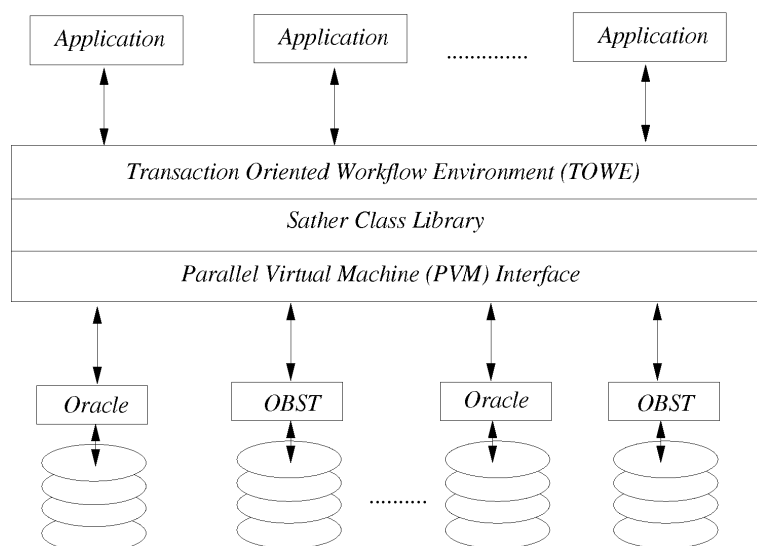 Application
Application
Application
..............
Transaction Oriented Workflow Environment (TOWE)
Sather Class Library
Parallel Virtual Machine (PVM) Interface
Oracle
OBST
Oracle
OBST
..........